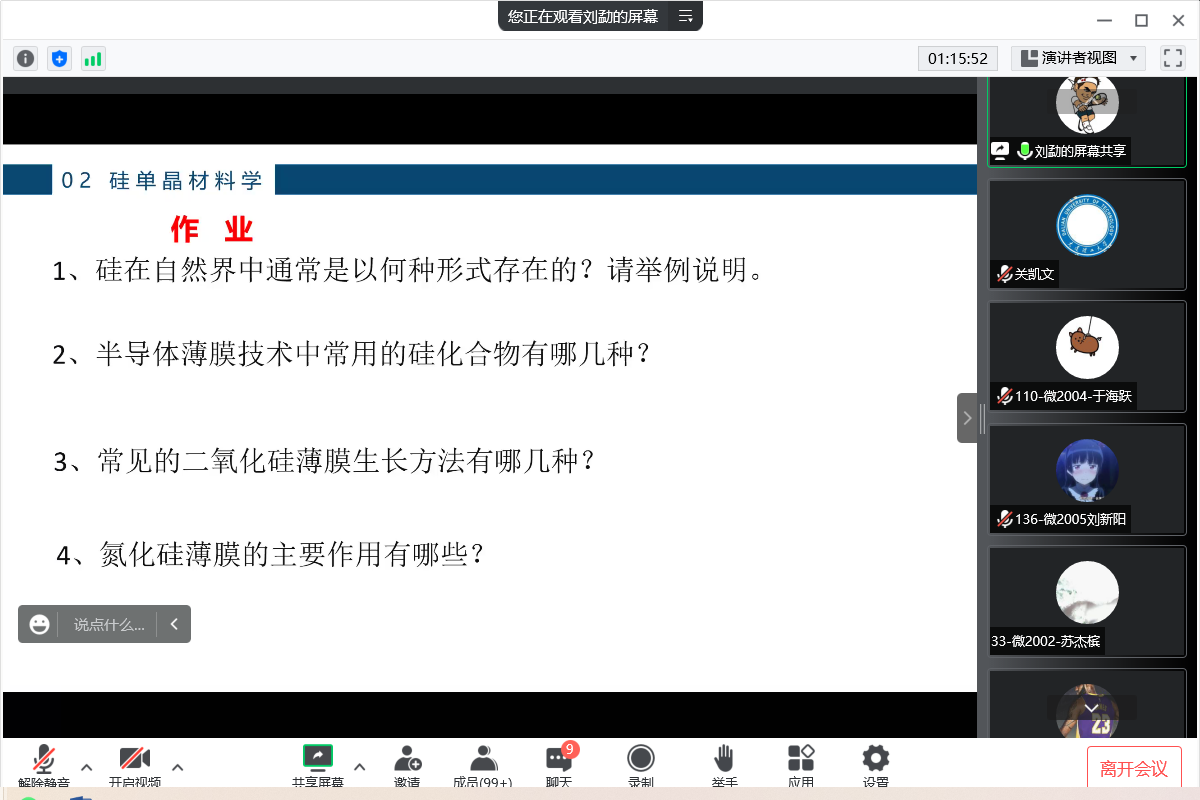 您正在观看刘勐的屏幕
01:15:52
演讲者视图
02 硅单晶材料学
作 业
1、硅在自然界中通常是以何种形式存在的？请举例说明。
2、半导体薄膜技术中常用的硅化合物有哪几种？
3、常见的二氧化硅薄膜生长方法有哪几种？
4、氮化硅薄膜的主要作用有哪些？
说点什么...
刘勐的屏幕共享
关凯文
110-微2004-于海跃
136-微2005刘新阳
33-微2002-苏杰槟
23
解除静音
开启视频
共享屏幕
邀请
成员(99+)
聊天
9
录制
举手
应用
设置
离开会议